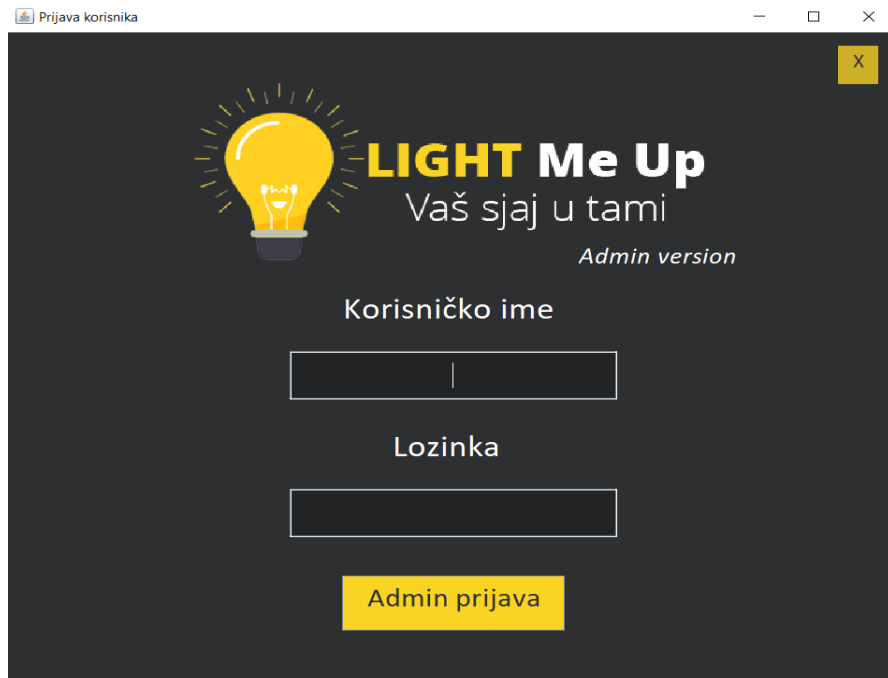 Prijava korisnika
X
LIGHT Me Up
Vaš sjaj u tami
Admin version
Korisničko ime
Lozinka
Admin prijava